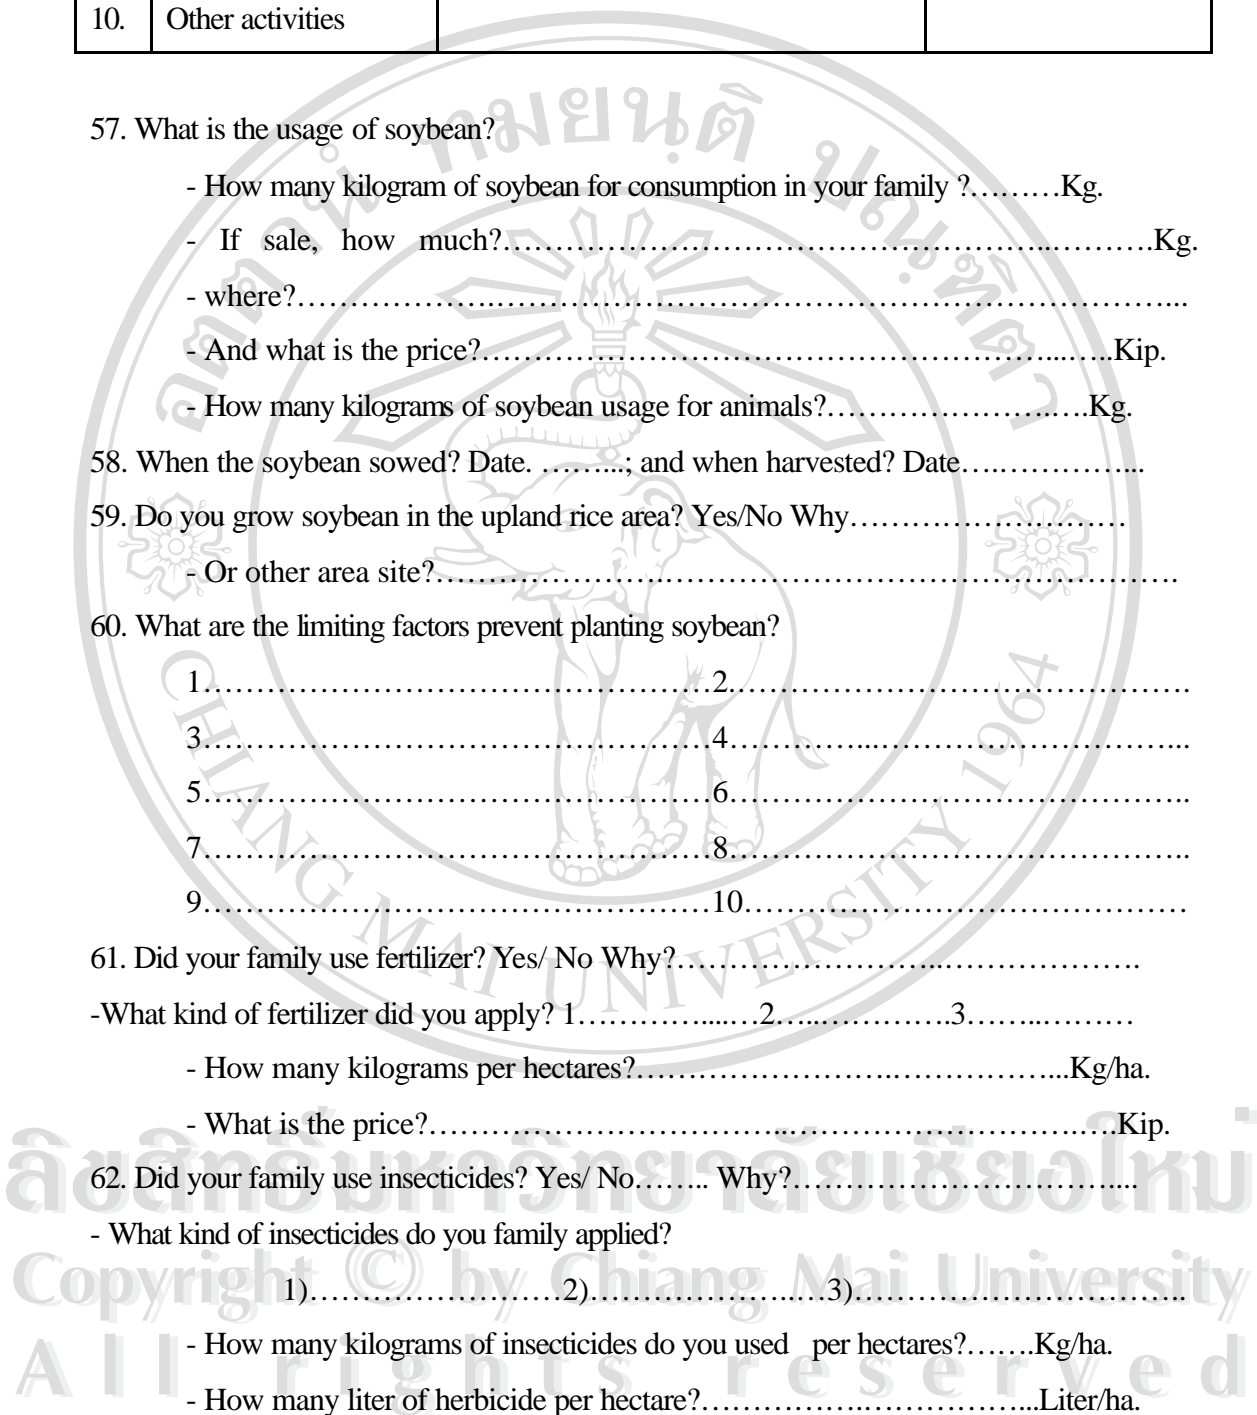 10. Other activities
57. What is the usage of soybean?
- How many kilogram of soybean for consumption in your family ?………Kg.
- If sale, how much?…………………………………………….……….Kg.
- where?……………….………………………………………………………...
- And what is the price?………………………………………………...…..Kip.
- How many kilograms of soybean usage for animals?………………….….Kg.
58. When the soybean sowed? Date. ……...; and when harvested? Date….…………...
59. Do you grow soybean in the upland rice area? Yes/No Why………………………
- Or other area site?………………….………………………………………….
60. What are the limiting factors prevent planting soybean?
1…………………………………………2…………………………………….
3…………………………………………4…………...………………………...
5…………………………………………6……………………………………..
7…………………………………………8……………………………………..
9…………………………………………10……………………………………
61. Did your family use fertilizer? Yes/ No Why?……………………..……………….
-What kind of fertilizer did you apply? 1…………....…2…..………….3……..………
- How many kilograms per hectares?…………………….……………...Kg/ha.
- What is the price?…………………………….……………………….….Kip.
62. Did your family use insecticides? Yes/ No…….. Why?…………………………....
- What kind of insecticides do you family applied?
1)……………………2)………………..…3)…………………………..
- How many kilograms of insecticides do you used per hectares?…….Kg/ha.
- How many liter of herbicide per hectare?…………….……………...Liter/ha.
CHIANG MAI UNIVERSITY 1964
ลิขสิทธิ์มหาวิทยาลัยเชียงใหม่
Copyright © by Chiang Mai University
All rights reserved